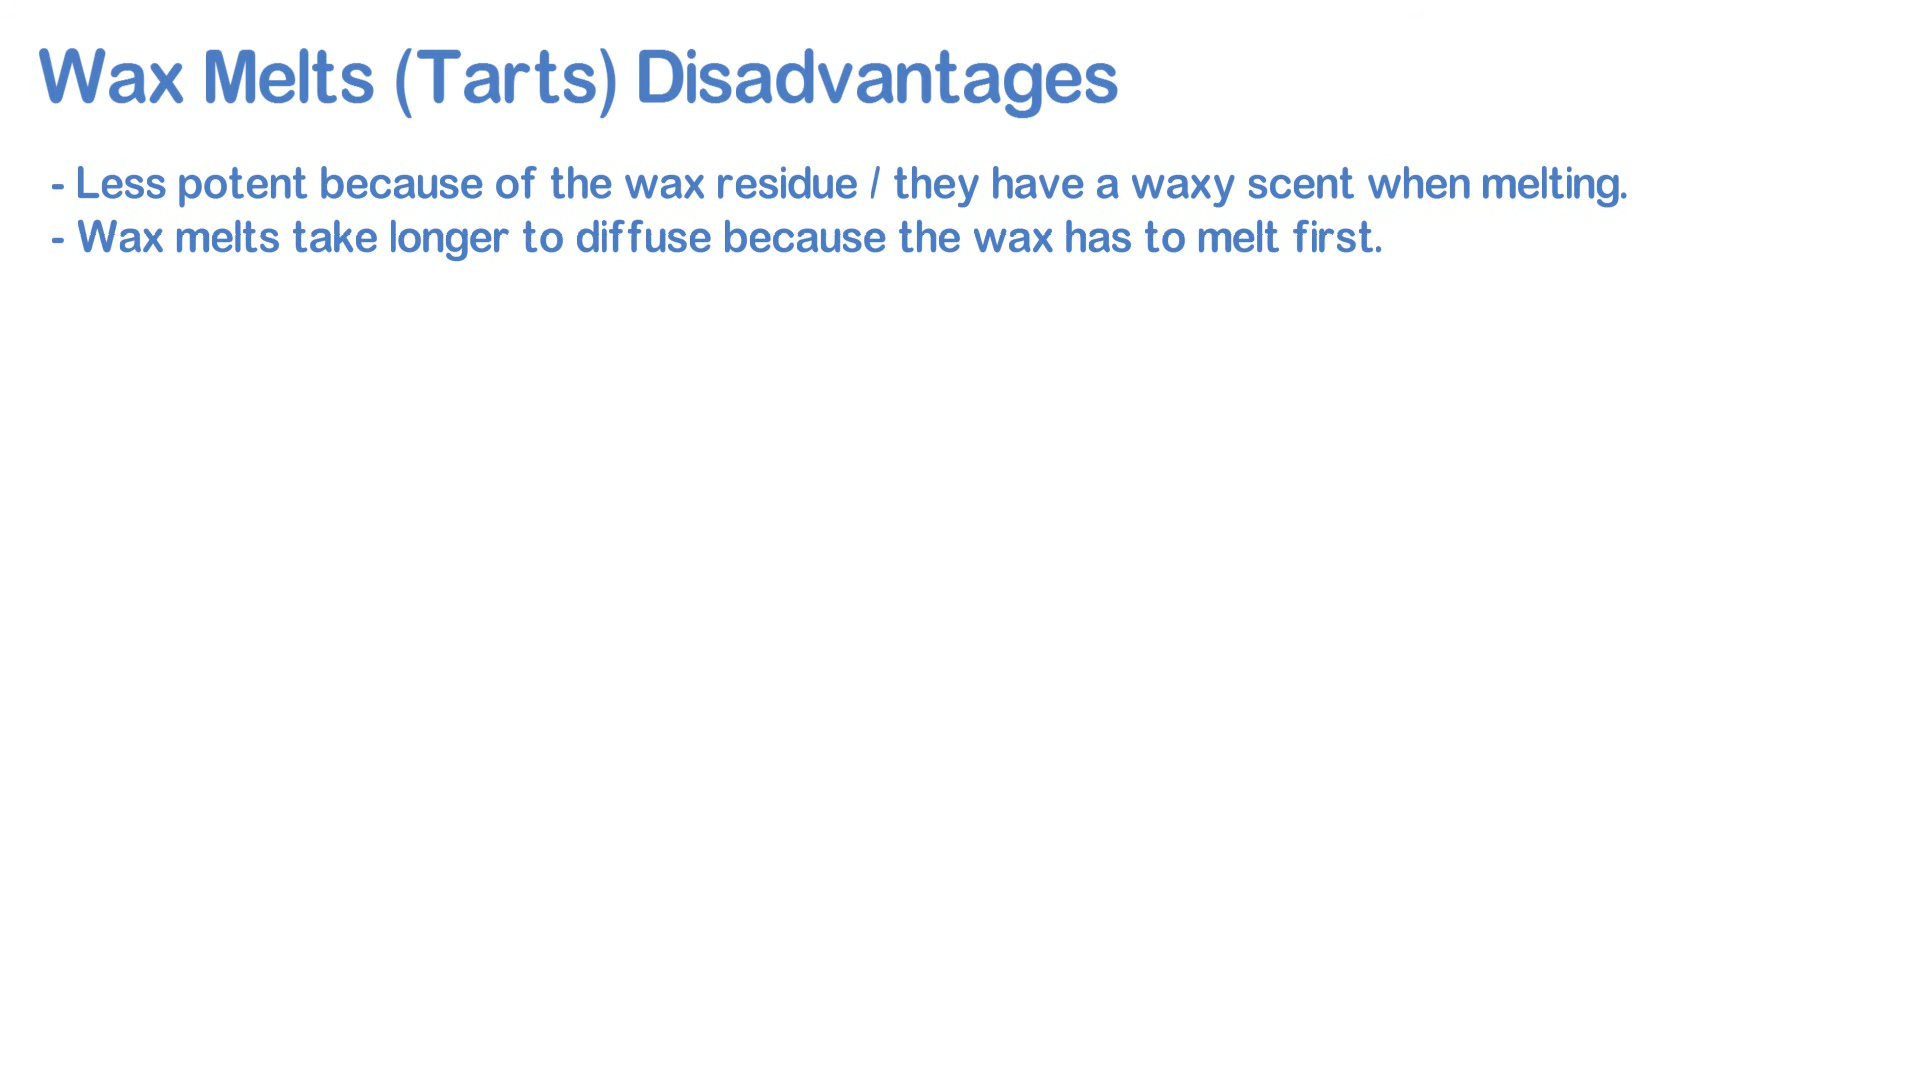 Wax Melts (Tarts) Disadvantages
- Less potent because of the wax residue / they have a waxy scent when melting.
- Wax melts take longer to diffuse because the wax has to melt first.